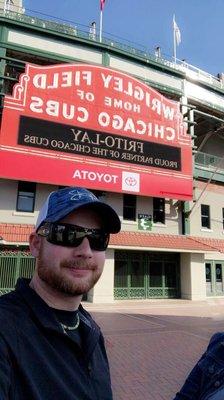 WRIGLEY FIELD
HOME OF
CHICAGO CUBS
FRITO-LAY
PROUD PARTNER OF THE CHICAGO CUBS
TOYOTA